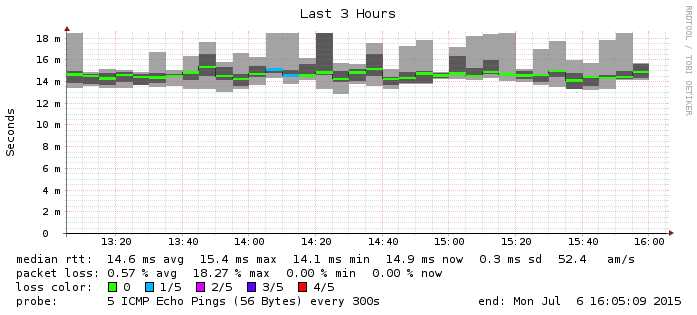 Last 3 Hours
RRDTOOL / TOBI OETIKER
Seconds
18 m
16 m
14 m
12 m
10 m
8 m
6 m
4 m
2 m
0
13:20 13:40 14:00 14:20 14:40 15:00 15:20 15:40 16:00
median rtt: 14.6 ms avg 15.4 ms max 14.1 ms min 14.9 ms now 0.3 ms sd 52.4 am/s
packet loss: 0.57 % avg 18.27 % max 0.00 % min 0.00 % now
loss color: 0 1/5 2/5 3/5 4/5
probe: 5 ICMP Echo Pings (56 Bytes) every 300s end: Mon Jul 6 16:05:09 2015